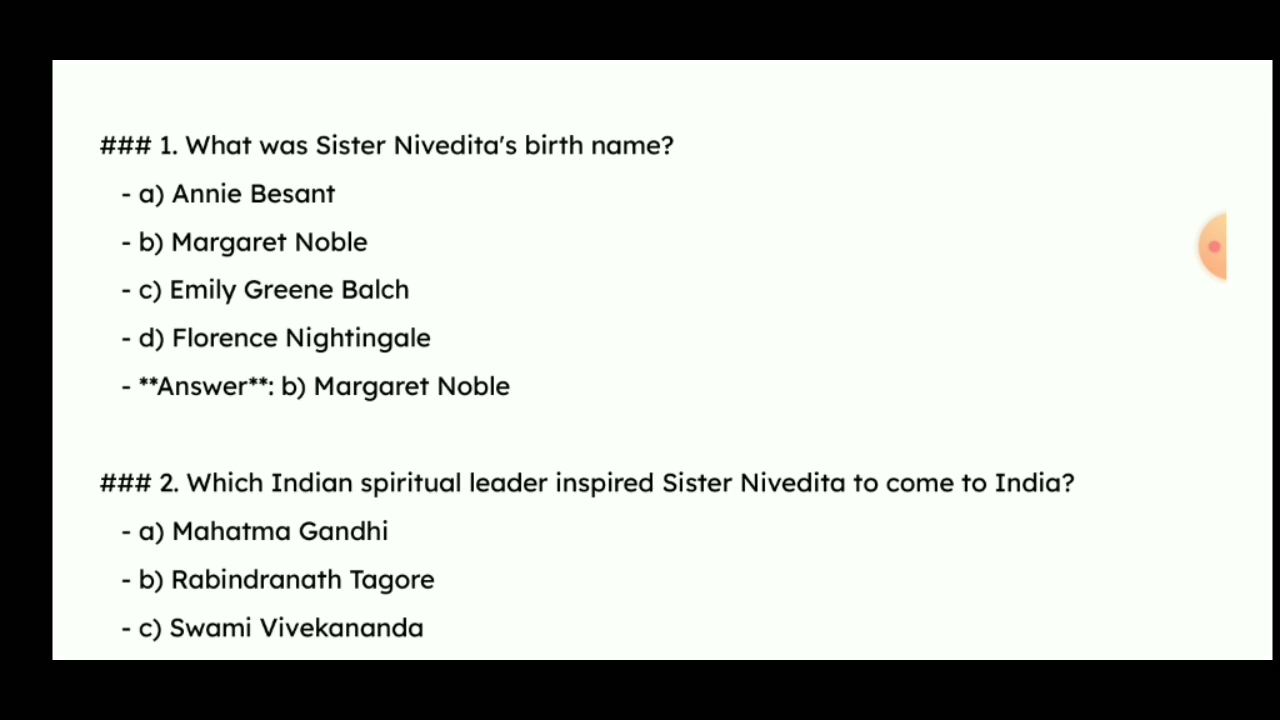 ### 1. What was Sister Nivedita's birth name?
- a) Annie Besant
- b) Margaret Noble
- c) Emily Greene Balch
- d) Florence Nightingale
- **Answer**: b) Margaret Noble
### 2. Which Indian spiritual leader inspired Sister Nivedita to come to India?
- a) Mahatma Gandhi
- b) Rabindranath Tagore
- c) Swami Vivekananda